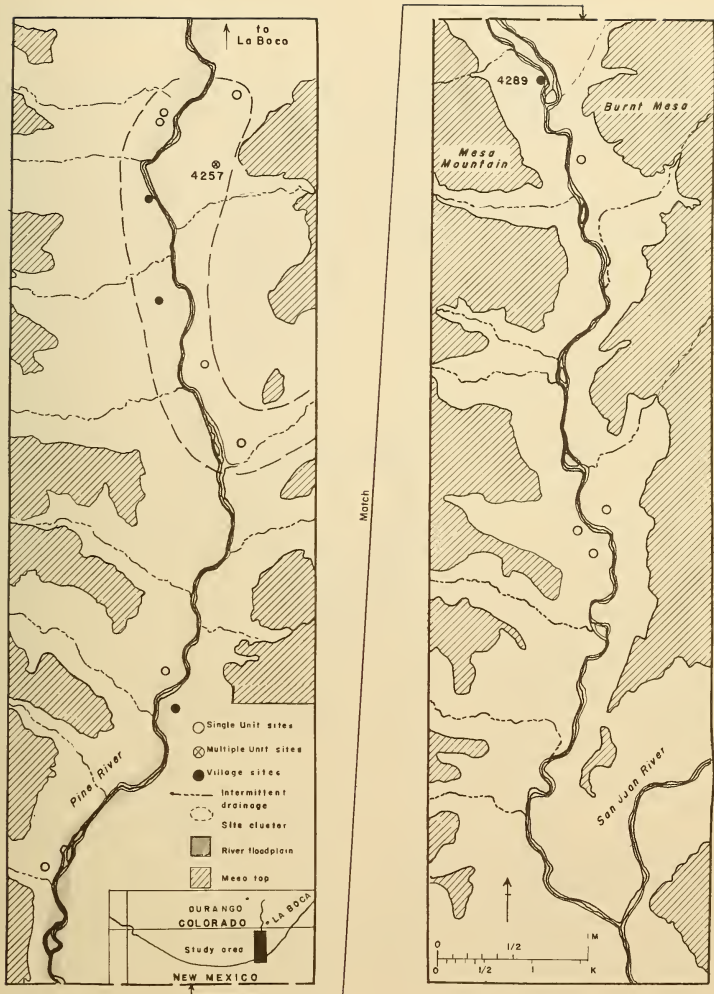 to
La Boca
4257
Pine River
Single Unit sites
Multiple Unit sites
Village sites
Intermittent
drainage
Site cluster
River floodplain
Mesa top
DURANGO
LA BOCA
COLORADO
Study area
NEW MEXICO
Match
4289
Burnt Mesa
Mesa
Mountain
San Juan River
0 1/2 1M
0 1/2 1 K